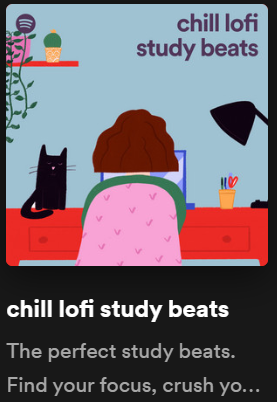 chill lofi
study beats
chill lofi study beats
The perfect study beats.
Find your focus, crush yo...